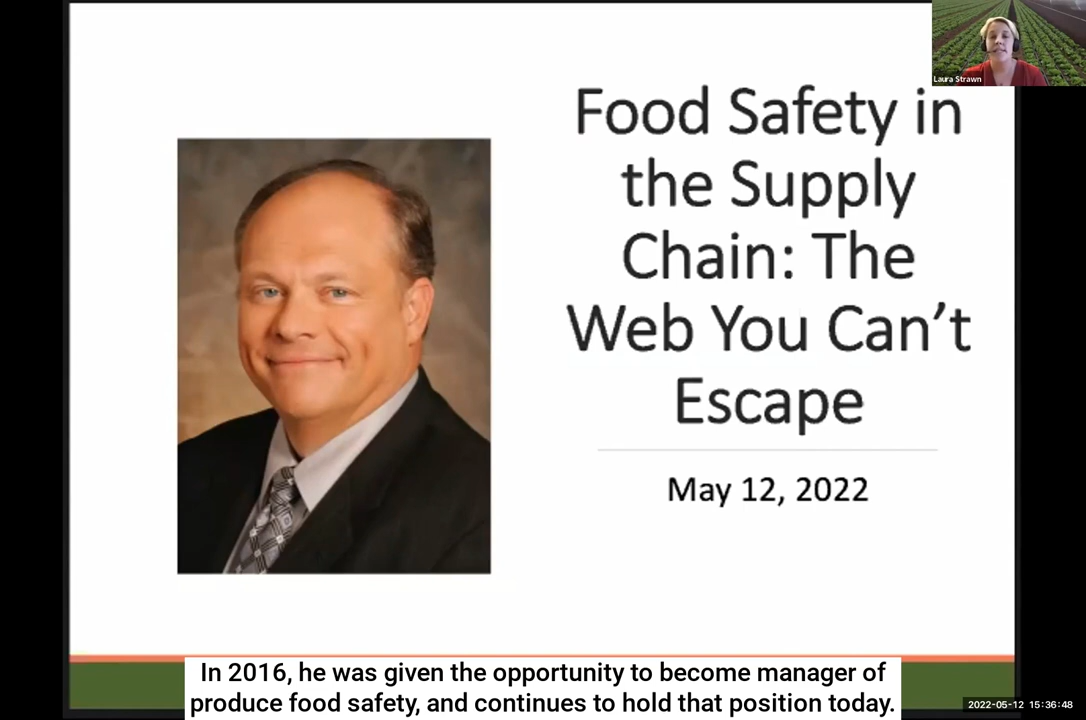 Laura Strawn
Food Safety in
the Supply
Chain: The
Web You Can’t
Escape
May 12, 2022
In 2016, he was given the opportunity to become manager of
produce food safety, and continues to hold that position today.
2022-05-12 15:36:48